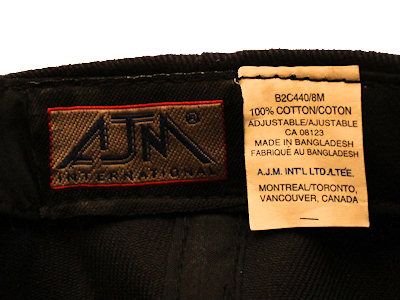 AJM®
INTERNATIONAL
B2C440/8M
100% COTTON/COTON
ADJUSTABLE/AJUSTABLE
CA 08123
MADE IN BANGLADESH
FABRIQUE AU BANGLADESH
A.J.M. INT'L LTD./LTÉE.
MONTREAL/TORONTO,
VANCOUVER, CANADA